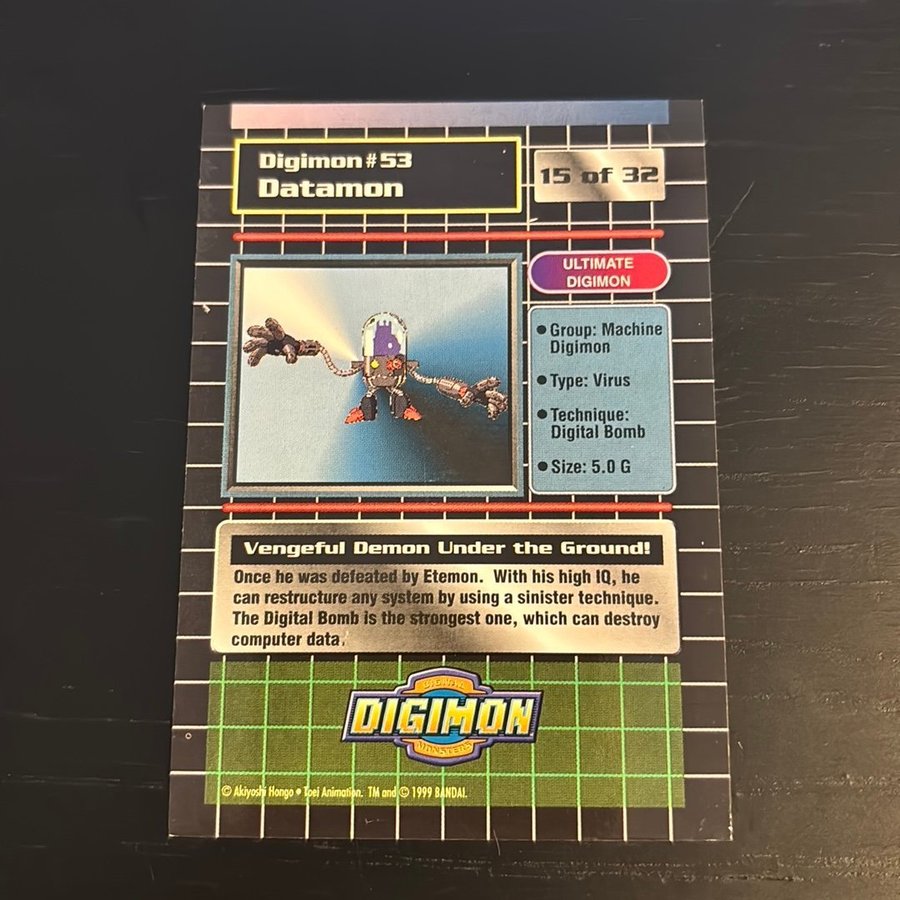 Digimon #53
Datamon
15 of 32
ULTIMATE
DIGIMON
● Group: Machine
Digimon
● Type: Virus
● Technique:
Digital Bomb
● Size: 5.0 G
Vengeful Demon Under the Ground!
Once he was defeated by Etemon. With his high IQ, he
can restructure any system by using a sinister technique.
The Digital Bomb is the strongest one, which can destroy
computer data.
DIGITAL
DIGIMON
MONSTERS
© Akiyoshi Hongo • Toei Animation. TM and © 1999 BANDAI.